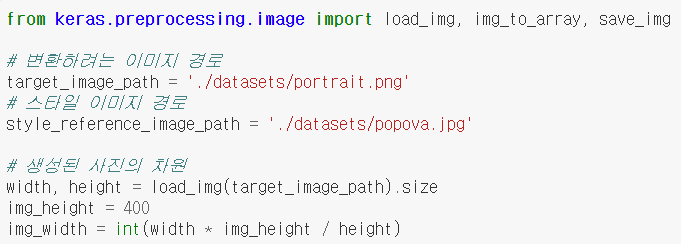 from keras.preprocessing.image import load_img, img_to_array, save_img
# 변환하려는 이미지 경로
target_image_path = './datasets/portrait.png'
# 스타일 이미지 경로
style_reference_image_path = './datasets/popova.jpg'
# 생성된 사진의 차원
width, height = load_img(target_image_path).size
img_height = 400
img_width = int(width * img_height / height)